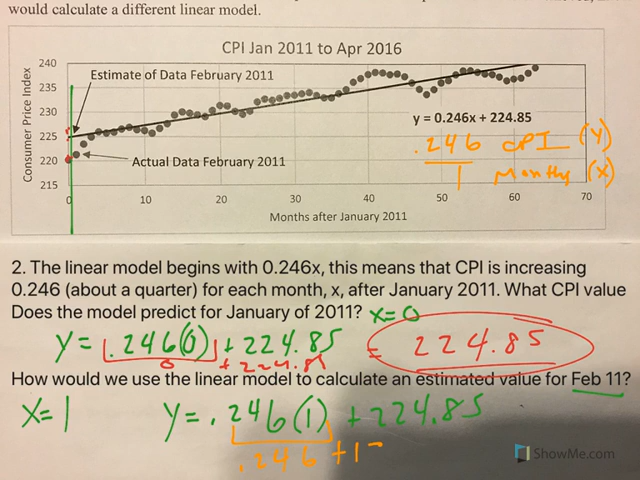 would calculate a different linear model.
CPI Jan 2011 to Apr 2016
Consumer Price Index
240
235
230
225
220
215
Estimate of Data February 2011
Actual Data February 2011
y = 0.246x + 224.85
.246 CPI (Y)
1 Months (X)
0 10 20 30 40 50 60 70
Months after January 2011
2. The linear model begins with 0.246x, this means that CPI is increasing
0.246 (about a quarter) for each month, x, after January 2011. What CPI value
Does the model predict for January of 2011? X=0
Y = .246(0) + 224.85 = 224.85
0 + 224.85
How would we use the linear model to calculate an estimated value for Feb 11?
X=1 Y= .246(1) +224.85
.246 +1
ShowMe.com